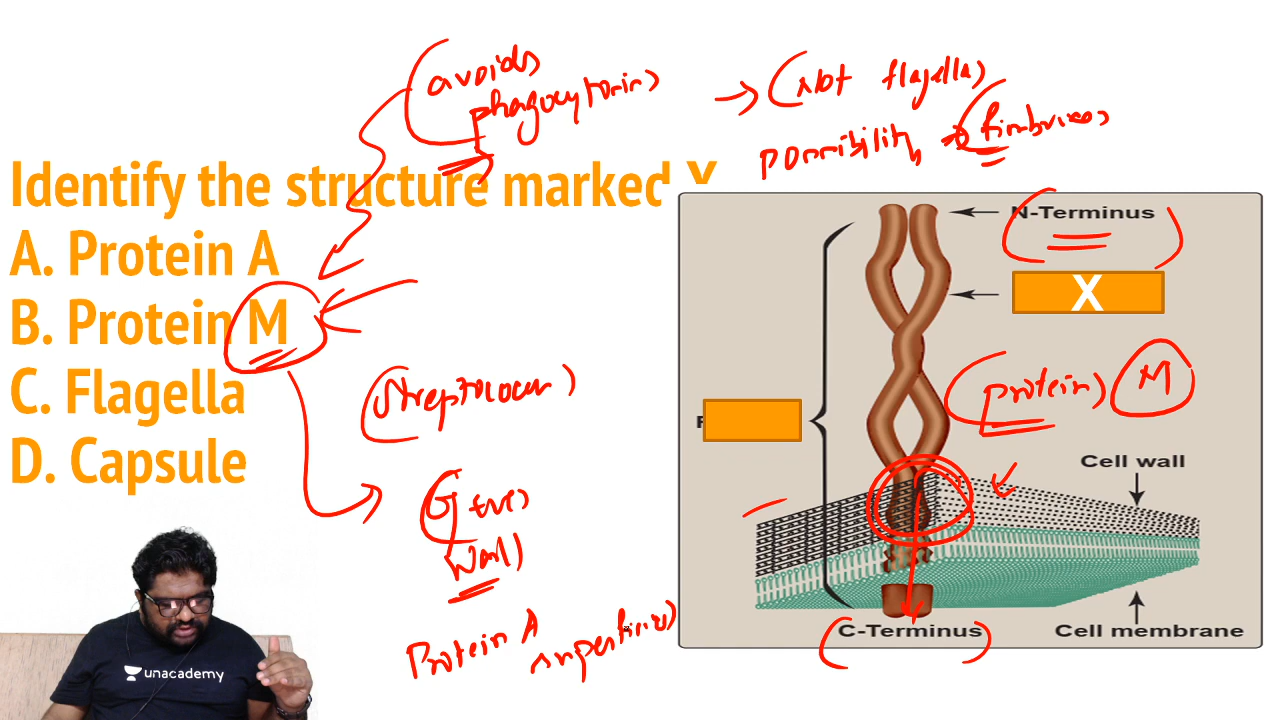 (avoids
phagocytosis)
→ (Not flagella)
possibility → fimbriae)
Identify the structure marked X
A. Protein A
B. Protein M
C. Flagella
D. Capsule
N-Terminus
X
(protein) M
Cell wall
C-Terminus
Cell membrane
(G +ve)
wall)
Protein A
unacademy